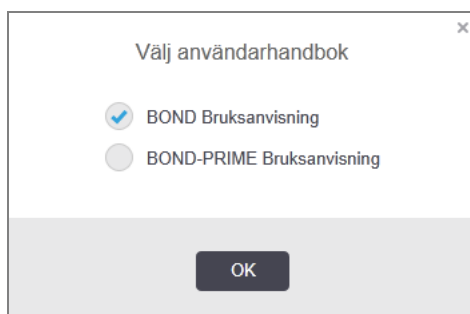 Välj användarhandbok
BOND Bruksanvisning
BOND-PRIME Bruksanvisning
OK